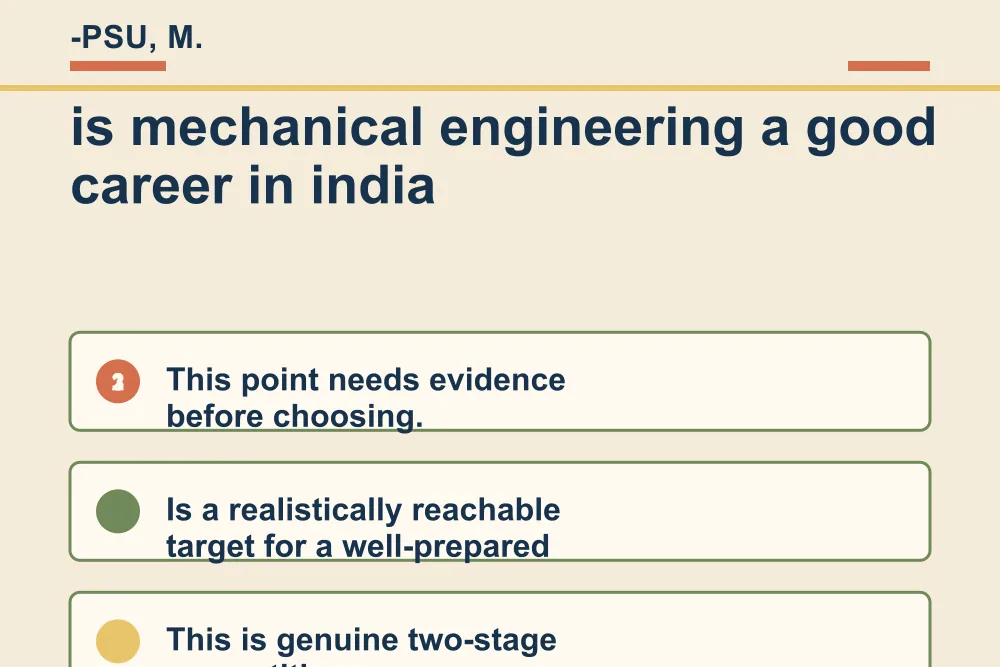 -PSU, M.
is mechanical engineering a good
career in india
This point needs evidence
before choosing.
Is a realistically reachable
target for a well-prepared
This is genuine two-stage